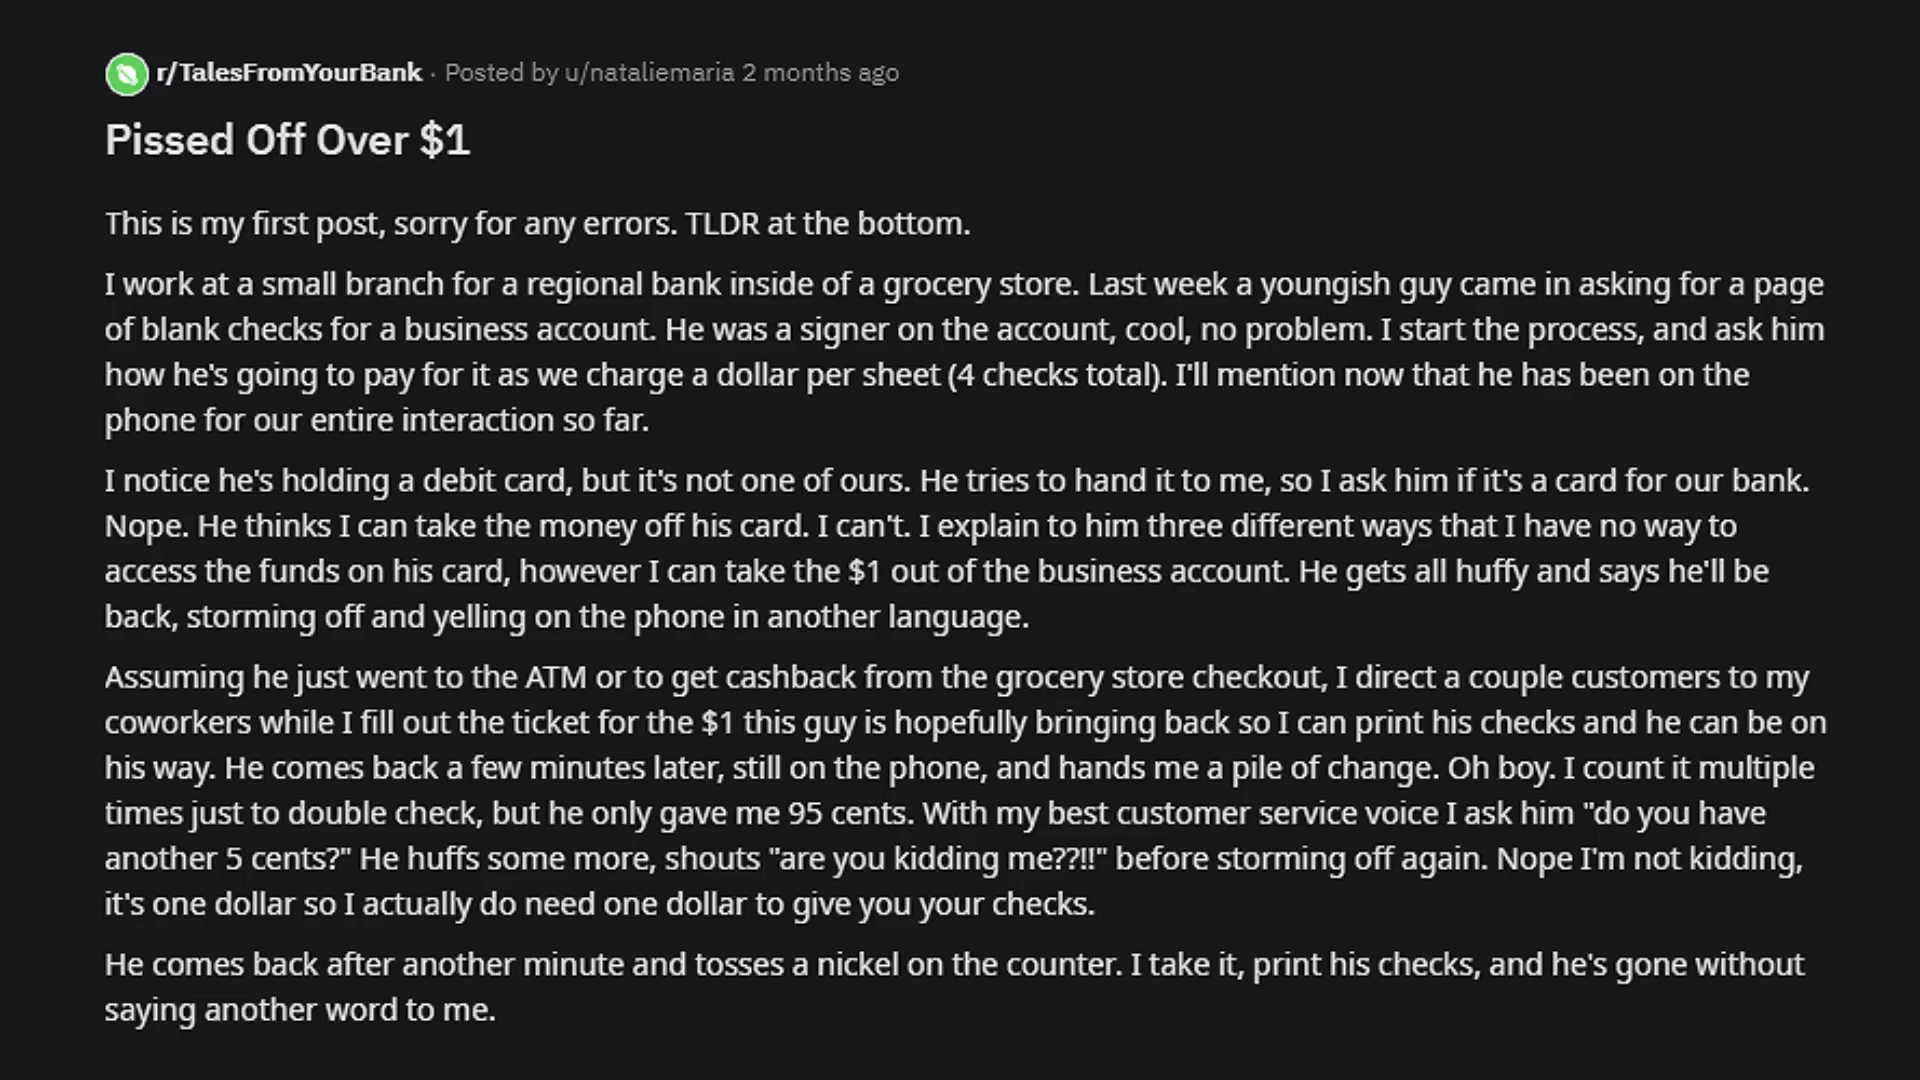 r/TalesFromYourBank · Posted by u/nataliemaria 2 months ago
Pissed Off Over $1
This is my first post, sorry for any errors. TLDR at the bottom.
I work at a small branch for a regional bank inside of a grocery store. Last week a youngish guy came in asking for a page
of blank checks for a business account. He was a signer on the account, cool, no problem. I start the process, and ask him
how he's going to pay for it as we charge a dollar per sheet (4 checks total). I'll mention now that he has been on the
phone for our entire interaction so far.
I notice he's holding a debit card, but it's not one of ours. He tries to hand it to me, so I ask him if it's a card for our bank.
Nope. He thinks I can take the money off his card. I can't. I explain to him three different ways that I have no way to
access the funds on his card, however I can take the $1 out of the business account. He gets all huffy and says he'll be
back, storming off and yelling on the phone in another language.
Assuming he just went to the ATM or to get cashback from the grocery store checkout, I direct a couple customers to my
coworkers while I fill out the ticket for the $1 this guy is hopefully bringing back so I can print his checks and he can be on
his way. He comes back a few minutes later, still on the phone, and hands me a pile of change. Oh boy. I count it multiple
times just to double check, but he only gave me 95 cents. With my best customer service voice I ask him "do you have
another 5 cents?" He huffs some more, shouts "are you kidding me??!!" before storming off again. Nope I'm not kidding,
it's one dollar so I actually do need one dollar to give you your checks.
He comes back after another minute and tosses a nickel on the counter. I take it, print his checks, and he's gone without
saying another word to me.